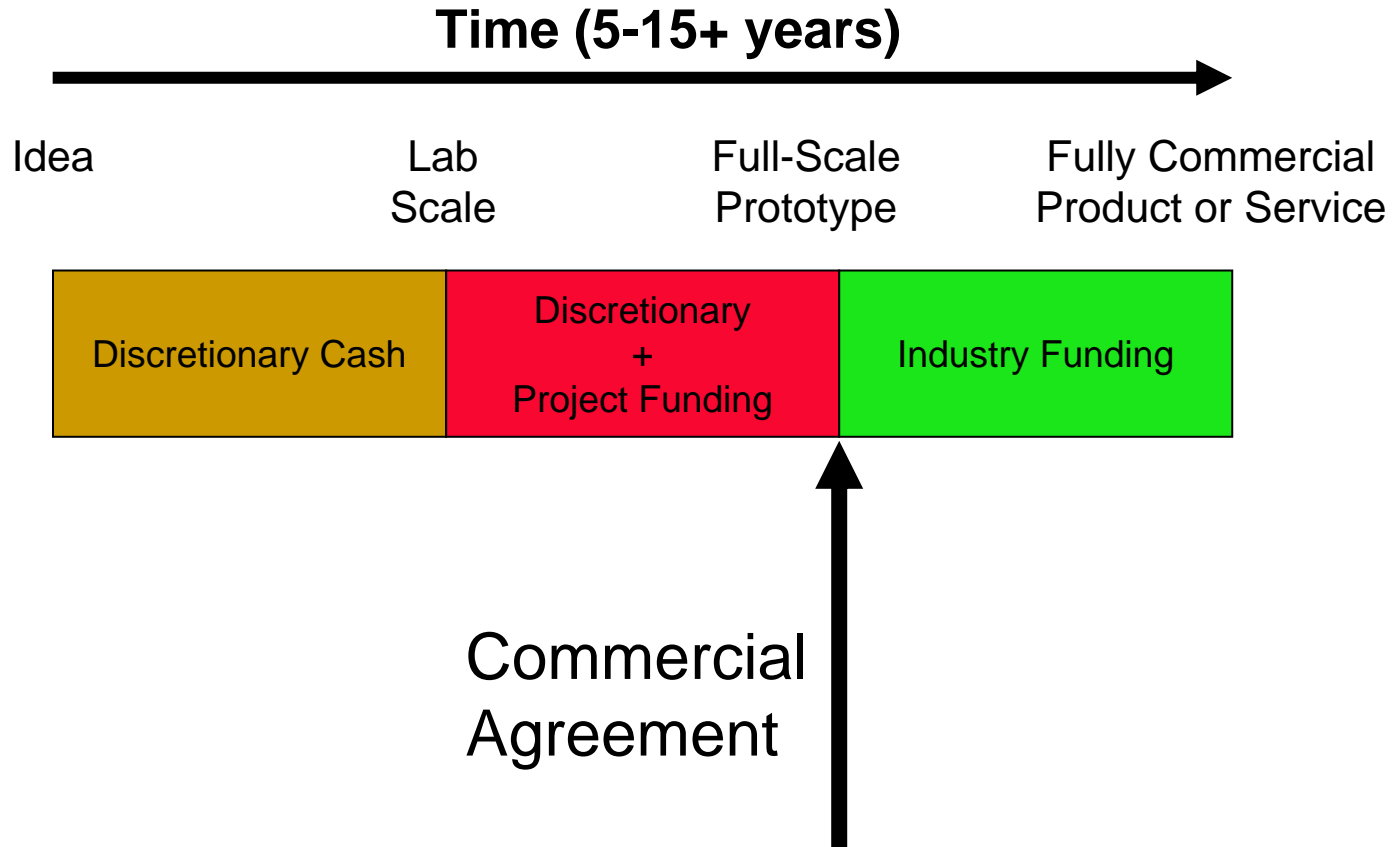 Time (5-15+ years)
Idea
Lab
Scale
Full-Scale
Prototype
Fully Commercial
Product or Service
Discretionary Cash
Discretionary
+
Project Funding
Industry Funding
Commercial
Agreement